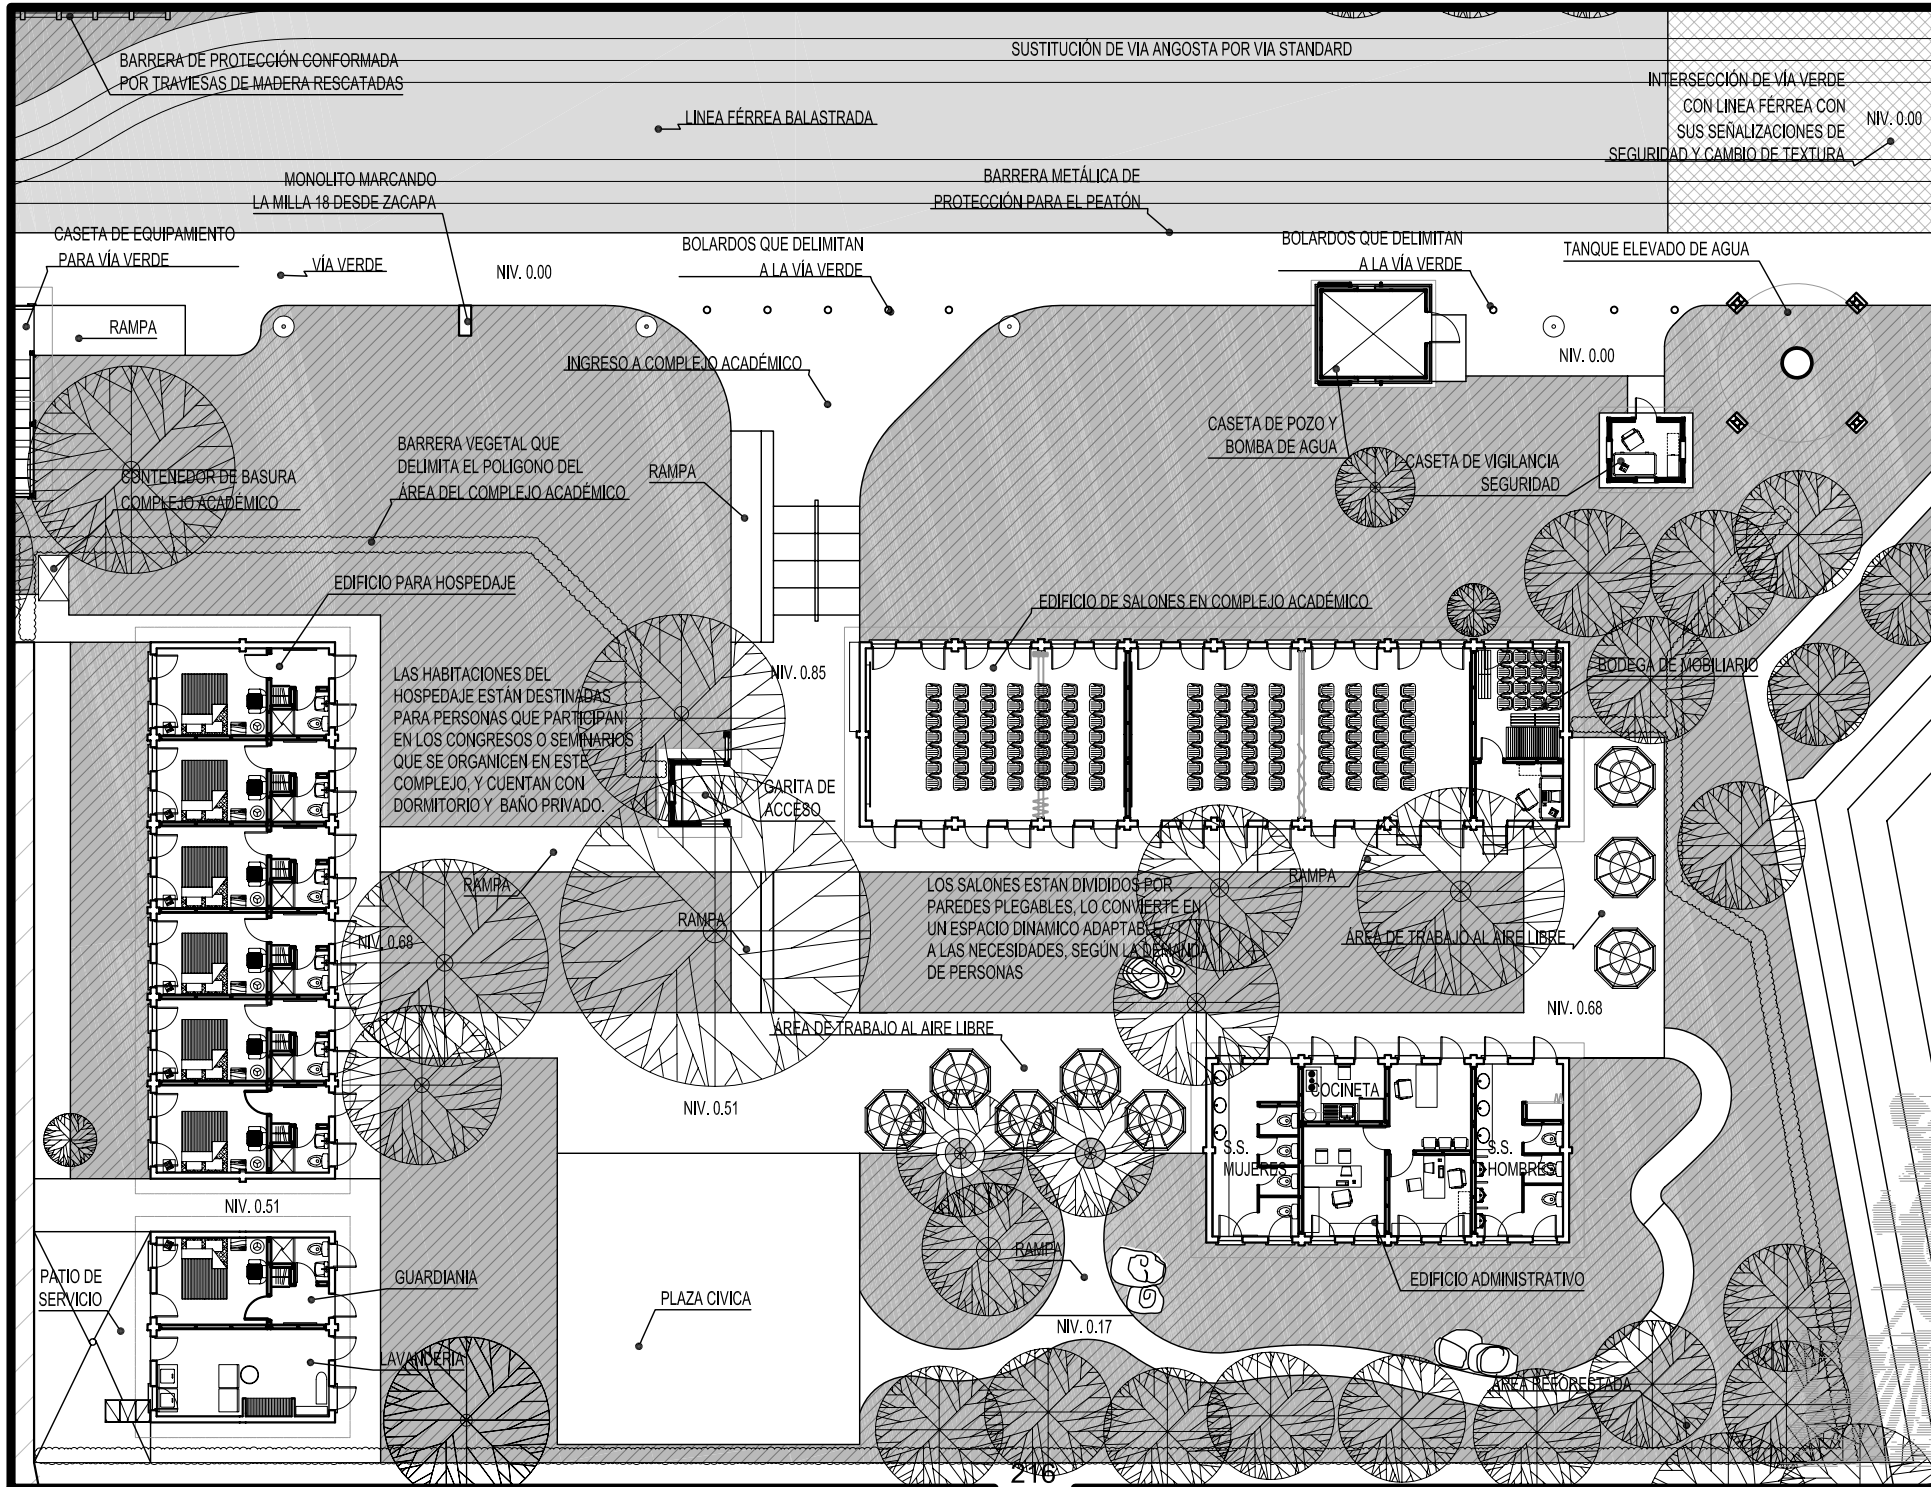 BARRERA DE PROTECCIÓN CONFORMADA
POR TRAVIESAS DE MADERA RESCATADAS
SUSTITUCIÓN DE VIA ANGOSTA POR VIA STANDARD
INTERSECCIÓN DE VÍA VERDE
CON LINEA FÉRREA CON
SUS SEÑALIZACIONES DE
SEGURIDAD Y CAMBIO DE TEXTURA
NIV. 0.00
LINEA FÉRREA BALASTRADA
MONOLITO MARCANDO
LA MILLA 18 DESDE ZACAPA
BARRERA METÁLICA DE
PROTECCIÓN PARA EL PEATÓN
CASETA DE EQUIPAMIENTO
PARA VÍA VERDE
VÍA VERDE
NIV. 0.00
BOLARDOS QUE DELIMITAN
A LA VÍA VERDE
BOLARDOS QUE DELIMITAN
A LA VÍA VERDE
TANQUE ELEVADO DE AGUA
RAMPA
NIV. 0.00
INGRESO A COMPLEJO ACADÉMICO
CASETA DE POZO Y
BOMBA DE AGUA
CASETA DE VIGILANCIA
SEGURIDAD
BARRERA VEGETAL QUE
DELIMITA EL POLIGONO DEL
ÁREA DEL COMPLEJO ACADÉMICO
RAMPA
CONTENEDOR DE BASURA
COMPLEJO ACADÉMICO
EDIFICIO PARA HOSPEDAJE
EDIFICIO DE SALONES EN COMPLEJO ACADÉMICO
LAS HABITACIONES DEL
HOSPEDAJE ESTÁN DESTINADAS
PARA PERSONAS QUE PARTICIPAN
EN LOS CONGRESOS O SEMINARIOS
QUE SE ORGANICEN EN ESTE
COMPLEJO, Y CUENTAN CON
DORMITORIO Y BAÑO PRIVADO.
NIV. 0.85
BODEGA DE MOBILIARIO
GARITA DE
ACCESO
RAMPA
RAMPA
LOS SALONES ESTAN DIVIDIDOS POR
PAREDES PLEGABLES, LO CONVIERTE EN
UN ESPACIO DINAMICO ADAPTABLE
A LAS NECESIDADES, SEGÚN LA DEMANDA
DE PERSONAS
RAMPA
ÁREA DE TRABAJO AL AIRE LIBRE
NIV. 0.68
NIV. 0.68
ÁREA DE TRABAJO AL AIRE LIBRE
NIV. 0.51
COCINETA
S.S.
MUJERES
S.S.
HOMBRES
NIV. 0.51
PATIO DE
SERVICIO
GUARDIANIA
PLAZA CIVICA
RAMPA
EDIFICIO ADMINISTRATIVO
NIV. 0.17
LAVANDERIA
ÁREA REFORESTADA
216